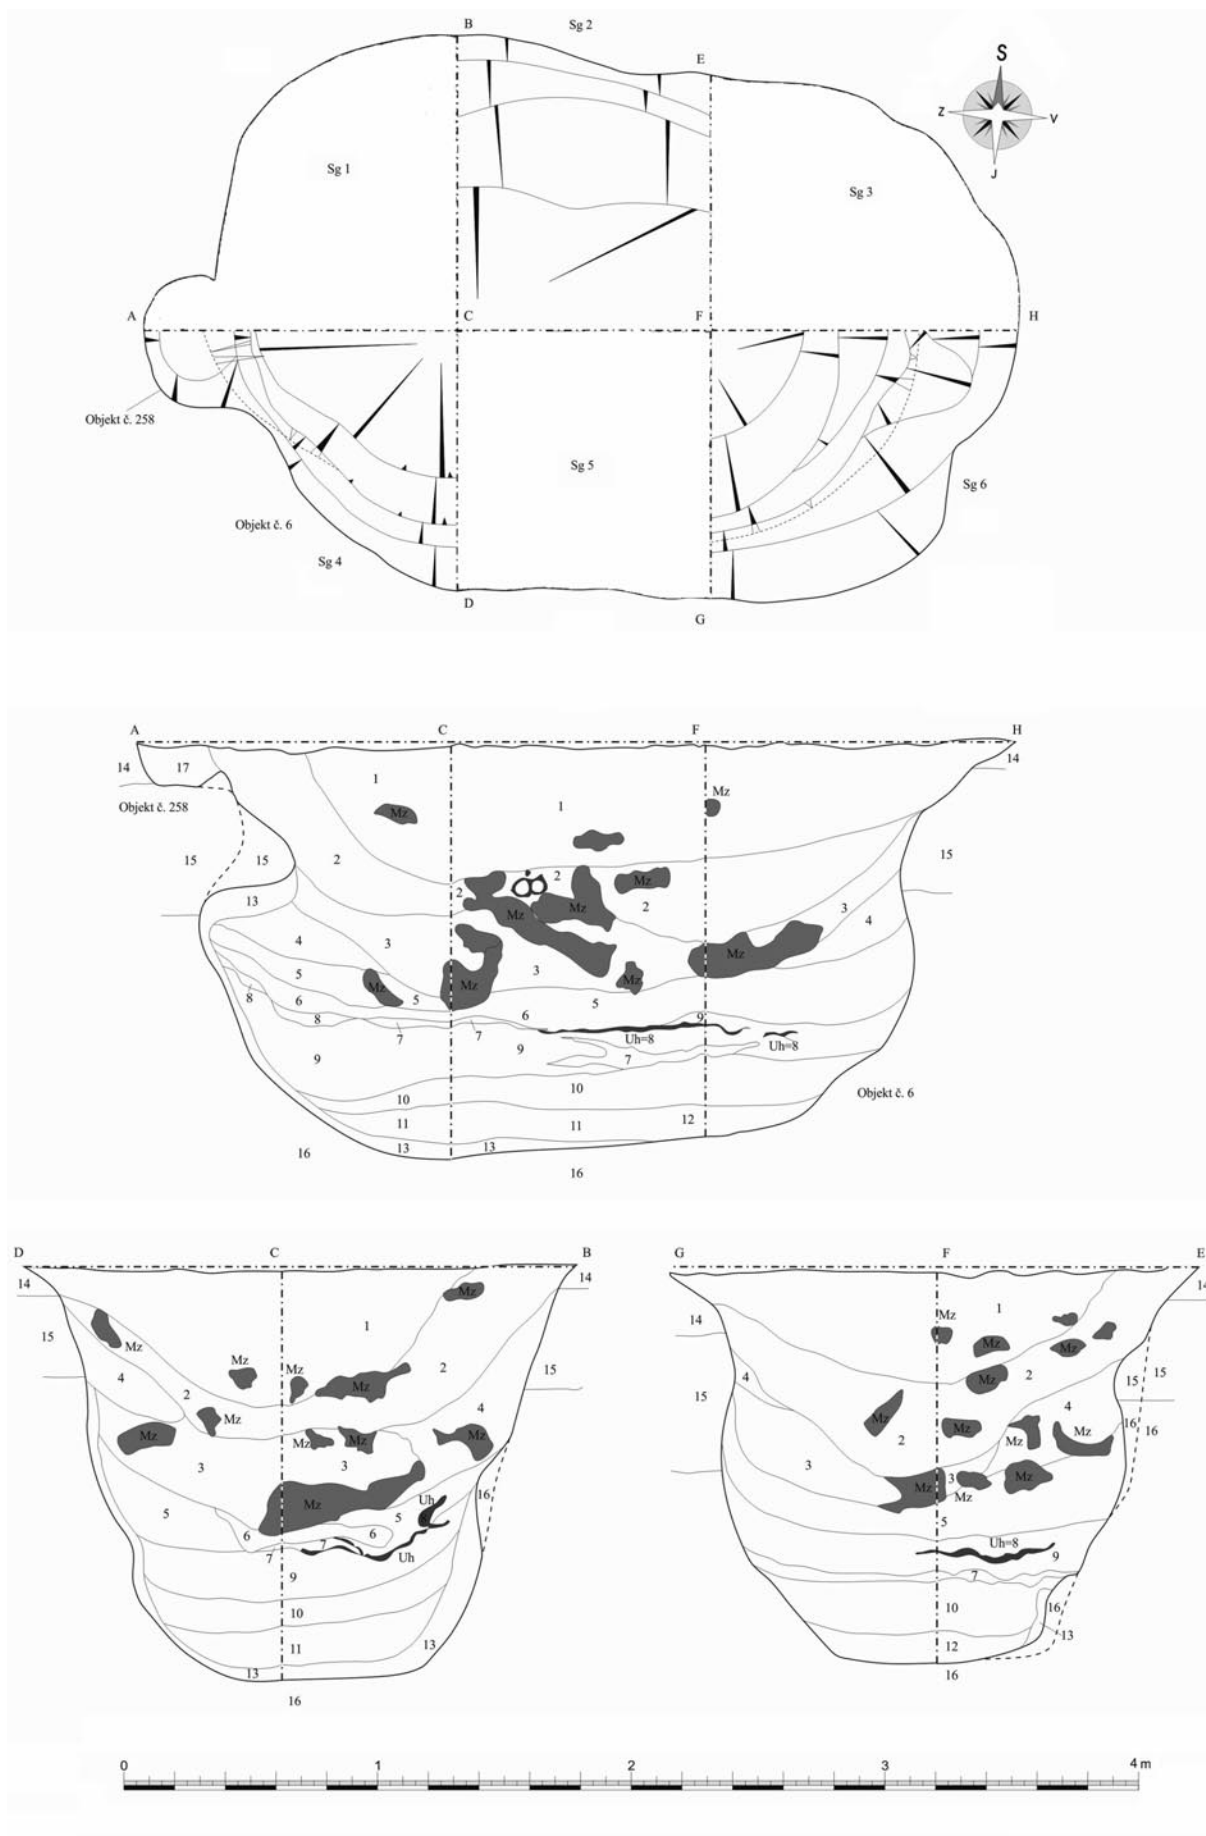 B Sg 2
E
S
Z V
J
Sg 1
Sg 3
A C F H
Objekt č. 258
Sg 5
Sg 6
Objekt č. 6
Sg 4
D
G
A C F H
14 17 1 Mz 14
Objekt č. 258 Mz 1
15 15 2 2 Mz 15
13 2 Mz Mz 2 3
4 3 Mz 4
5 Mz 5 Mz 3 Mz 5
8 6 6 9
8 7 7 Uh=8 Uh=8
9 9 7
10 10 Objekt č. 6
11 11 12
16 13 13
16
D C B
14 Mz 14
15 Mz 1
Mz Mz Mz 2 15
4 2 Mz 4
Mz Mz Mz
3 3
5 Mz Uh 5 16
6 6
7 7 Uh
9
10
11 13
13
16
G F E
14 Mz 1 14
15 4 Mz 2 15 15
Mz 4 16 16
2 Mz Mz
3 Mz 3 Mz
5
Uh=8 9
7
10 16
12 13
16
0 1 2 3 4 m